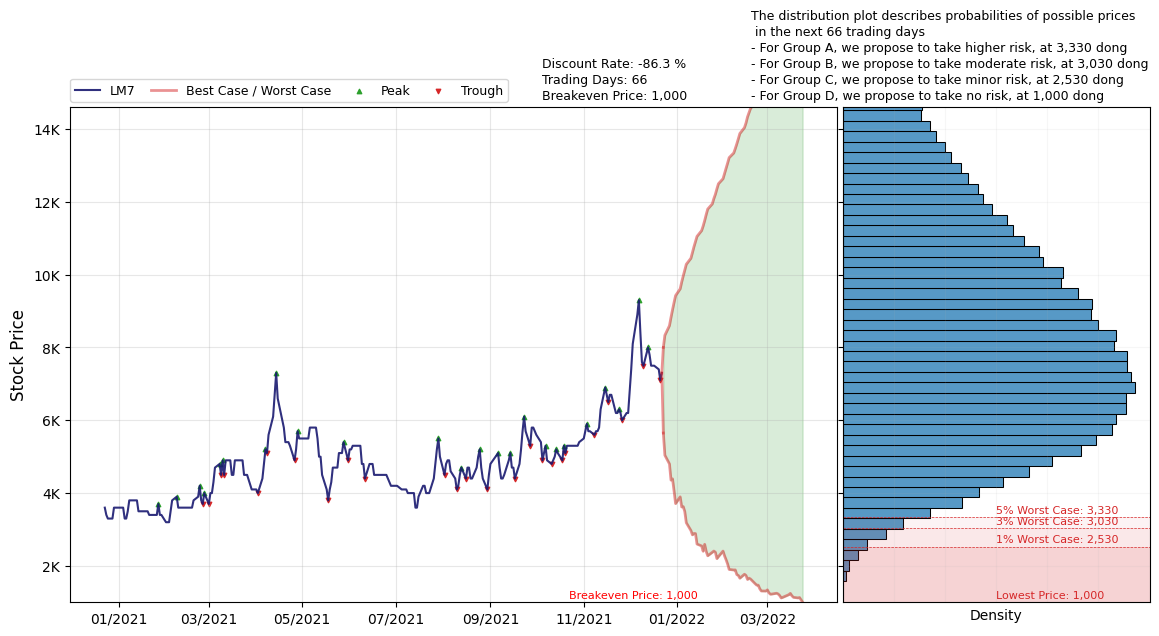 The distribution plot describes probabilities of possible prices
in the next 66 trading days
- For Group A, we propose to take higher risk, at 3,330 dong
- For Group B, we propose to take moderate risk, at 3,030 dong
- For Group C, we propose to take minor risk, at 2,530 dong
- For Group D, we propose to take no risk, at 1,000 dong
Discount Rate: -86.3 %
Trading Days: 66
Breakeven Price: 1,000
LM7
Best Case / Worst Case
Peak
Trough
Stock Price
14K
12K
10K
8K
6K
4K
2K
Breakeven Price: 1,000
01/2021
03/2021
05/2021
07/2021
09/2021
11/2021
01/2022
03/2022
5% Worst Case: 3,330
3% Worst Case: 3,030
1% Worst Case: 2,530
Lowest Price: 1,000
Density